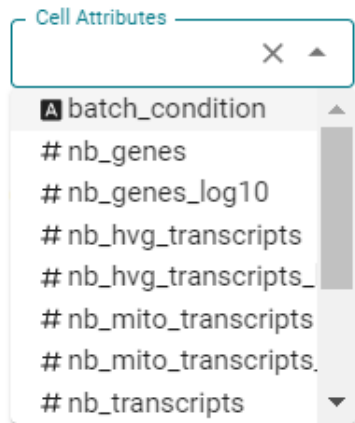 Cell Attributes
A batch_condition
# nb_genes
# nb_genes_log10
# nb_hvg_transcripts
# nb_hvg_transcripts_
# nb_mito_transcripts
# nb_mito_transcripts_
# nb_transcripts